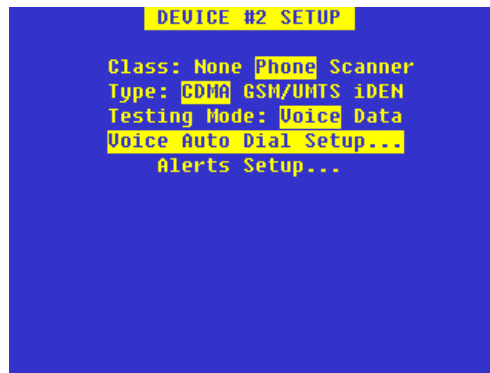 DEVICE #2 SETUP
Class: None Phone Scanner
Type: CDMA GSM/UMTS iDEN
Testing Mode: Voice Data
Voice Auto Dial Setup...
Alerts Setup...